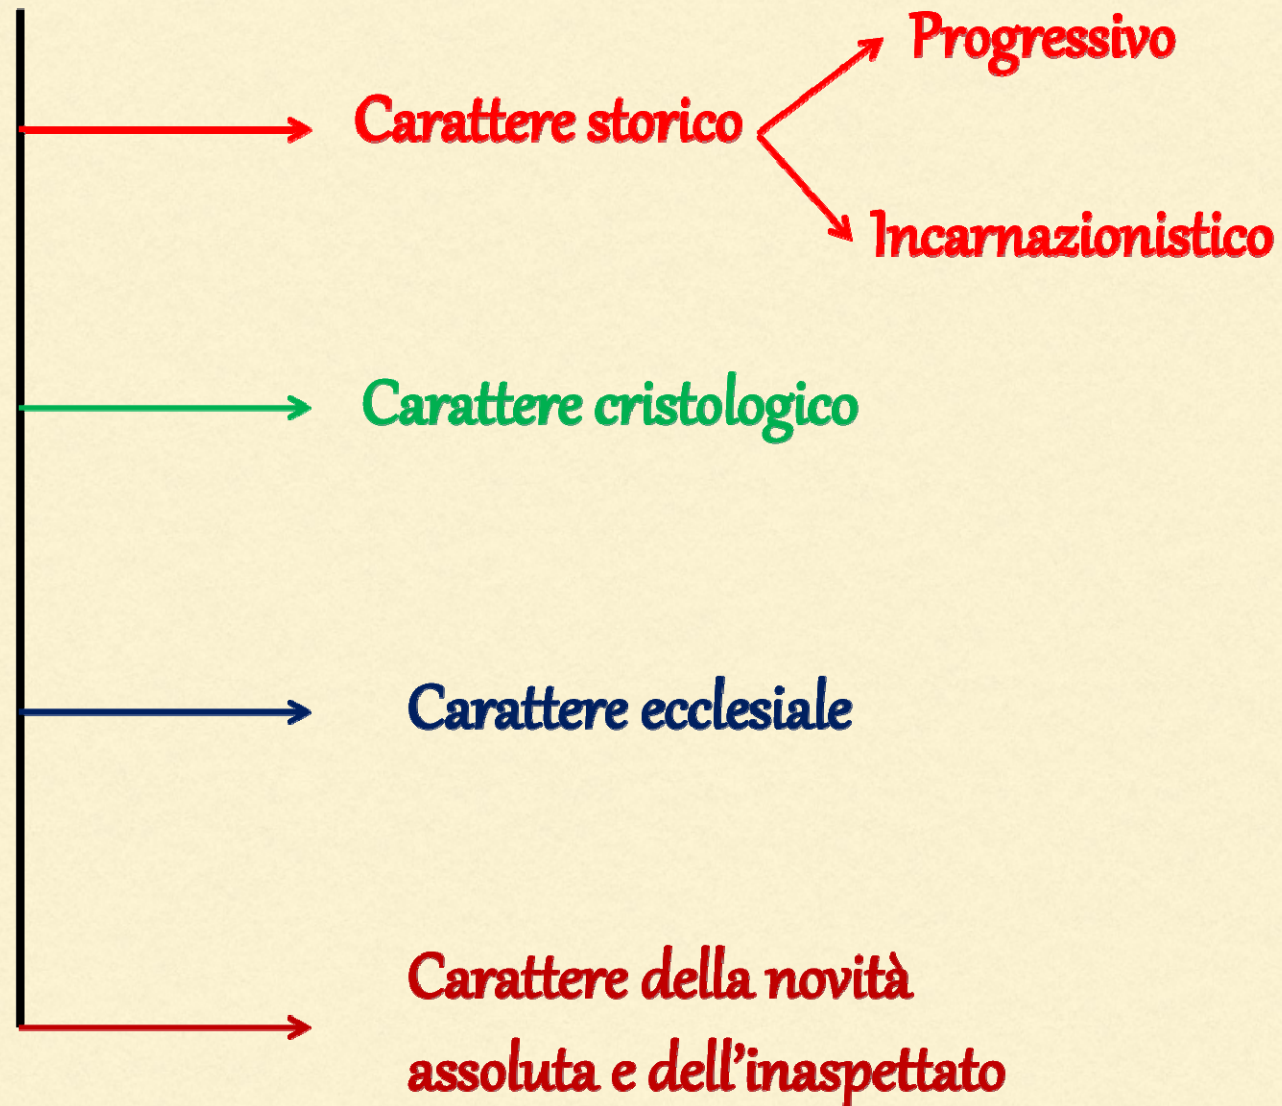 Progressivo
Carattere storico
Incarnazionistico
Carattere cristologico
Carattere ecclesiale
Carattere della novità
assoluta e dell’inaspettato